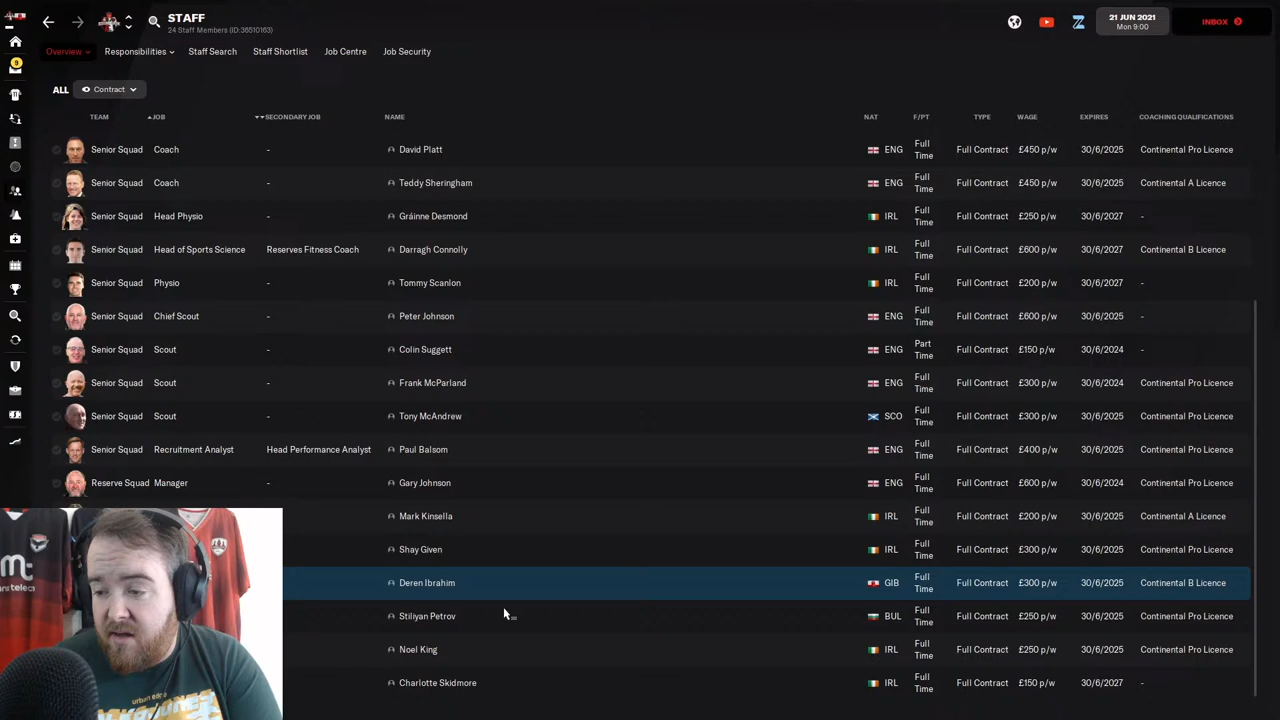 STAFF
24 Staff Members (ID:36510163)
21 JUN 2021
Mon 9:00
INBOX
9
Overview Responsibilities Staff Search Staff Shortlist Job Centre Job Security
ALL Contract
TEAM JOB SECONDARY JOB NAME NAT F/PT TYPE WAGE EXPIRES COACHING QUALIFICATIONS
Senior Squad Coach - David Platt ENG Full Time Full Contract £450 p/w 30/6/2025 Continental Pro Licence
Senior Squad Coach - Teddy Sheringham ENG Full Time Full Contract £450 p/w 30/6/2025 Continental A Licence
Senior Squad Head Physio - Gráinne Desmond IRL Full Time Full Contract £250 p/w 30/6/2027 -
Senior Squad Head of Sports Science Reserves Fitness Coach Darragh Connolly IRL Full Time Full Contract £600 p/w 30/6/2027 Continental B Licence
Senior Squad Physio - Tommy Scanlon IRL Full Time Full Contract £200 p/w 30/6/2027 -
Senior Squad Chief Scout - Peter Johnson ENG Full Time Full Contract £600 p/w 30/6/2025 -
Senior Squad Scout - Colin Suggett ENG Part Time Full Contract £150 p/w 30/6/2024 -
Senior Squad Scout - Frank McParland ENG Full Time Full Contract £300 p/w 30/6/2024 Continental Pro Licence
Senior Squad Scout - Tony McAndrew SCO Full Time Full Contract £300 p/w 30/6/2025 Continental Pro Licence
Senior Squad Recruitment Analyst Head Performance Analyst Paul Balsom ENG Full Time Full Contract £400 p/w 30/6/2025 Continental Pro Licence
Reserve Squad Manager - Gary Johnson ENG Full Time Full Contract £600 p/w 30/6/2024 Continental Pro Licence
Mark Kinsella IRL Full Time Full Contract £200 p/w 30/6/2025 Continental A Licence
Shay Given IRL Full Time Full Contract £300 p/w 30/6/2025 Continental Pro Licence
Deren Ibrahim GIB Full Time Full Contract £300 p/w 30/6/2025 Continental B Licence
Stiliyan Petrov BUL Full Time Full Contract £250 p/w 30/6/2025 Continental Pro Licence
Noel King IRL Full Time Full Contract £250 p/w 30/6/2025 Continental Pro Licence
Charlotte Skidmore IRL Full Time Full Contract £150 p/w 30/6/2027 -